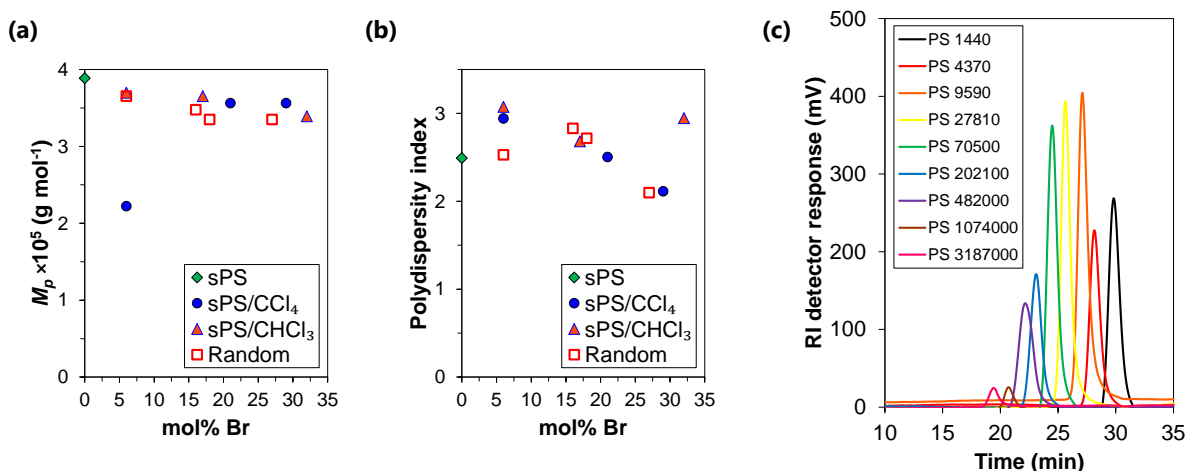 (a)
4
3
2
1
0
M_p ×10⁵ (g mol⁻¹)
sPS
sPS/CCl₄
sPS/CHCl₃
Random
0 5 10 15 20 25 30 35
mol% Br
(b)
3
2
1
0
Polydispersity index
sPS
sPS/CCl₄
sPS/CHCl₃
Random
0 5 10 15 20 25 30 35
mol% Br
(c)
500
400
300
200
100
0
RI detector response (mV)
PS 1440
PS 4370
PS 9590
PS 27810
PS 70500
PS 202100
PS 482000
PS 1074000
PS 3187000
10 15 20 25 30 35
Time (min)